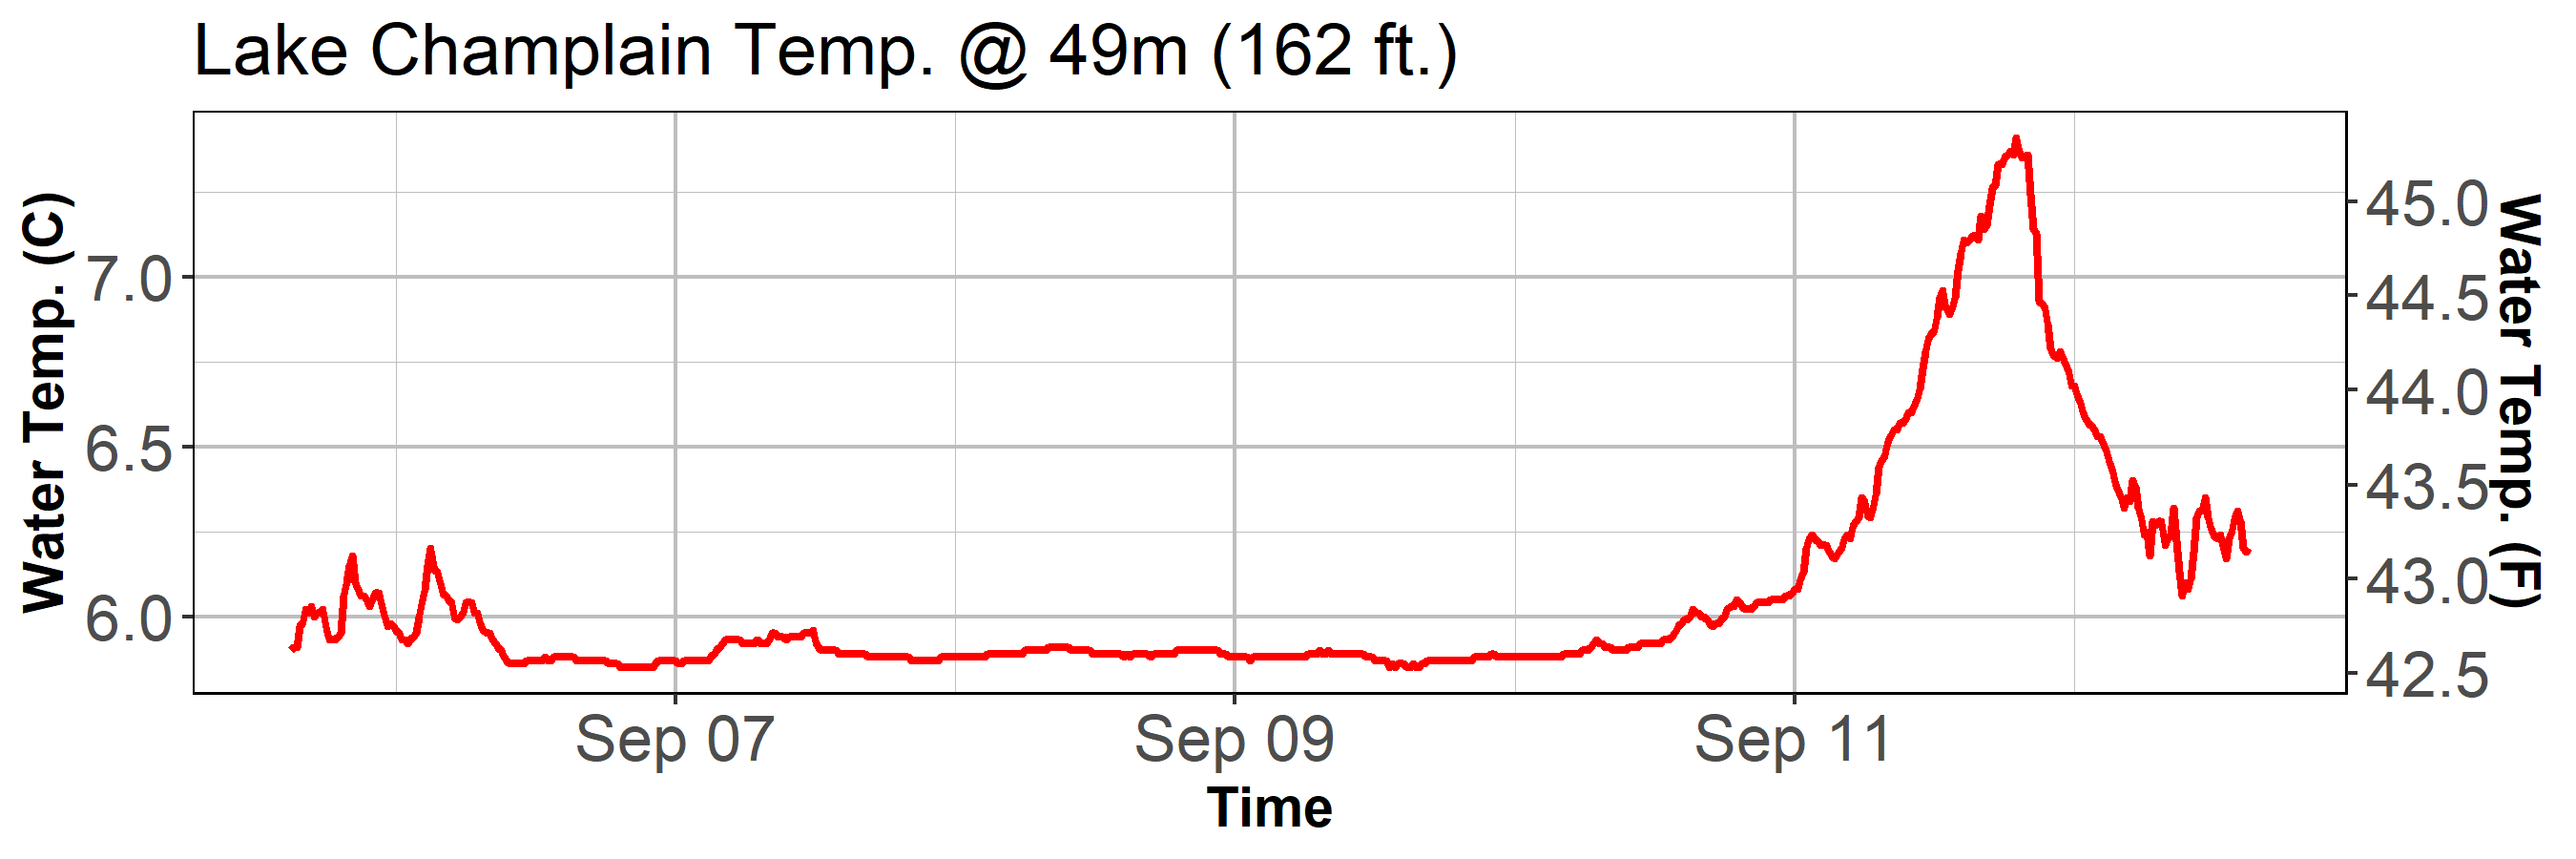 Lake Champlain Temp. @ 49m (162 ft.)
Water Temp. (C)
7.0
6.5
6.0
45.0
44.5
44.0
43.5
43.0
42.5
Water Temp. (F)
Sep 07
Sep 09
Sep 11
Time